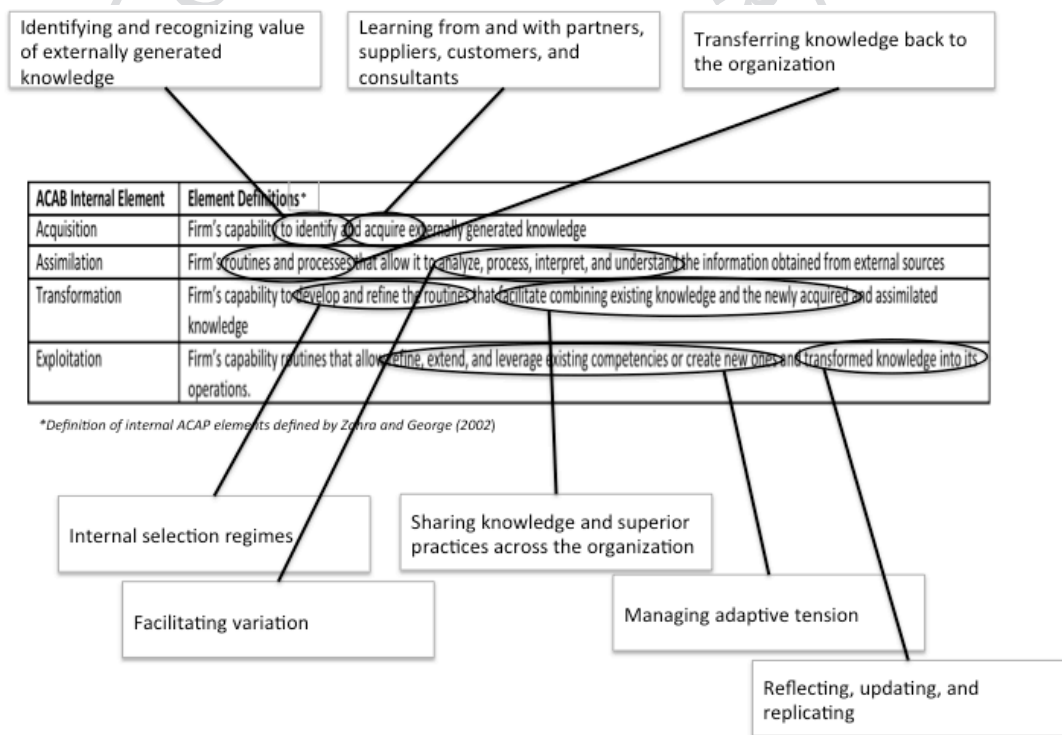 Identifying and recognizing value
of externally generated
knowledge
Learning from and with partners,
suppliers, customers, and
consultants
Transferring knowledge back to
the organization
ACAB Internal Element
Element Definitions*
Acquisition
Firm's capability to identify and acquire externally generated knowledge
Assimilation
Firm's routines and processes that allow it to analyze, process, interpret, and understand the information obtained from external sources
Transformation
Firm's capability to develop and refine the routines that facilitate combining existing knowledge and the newly acquired and assimilated
knowledge
Exploitation
Firm's capability routines that allow refine, extend, and leverage existing competencies or create new ones and transformed knowledge into its
operations.
*Definition of internal ACAP elements defined by Zahra and George (2002)
Internal selection regimes
Sharing knowledge and superior
practices across the organization
Facilitating variation
Managing adaptive tension
Reflecting, updating, and
replicating